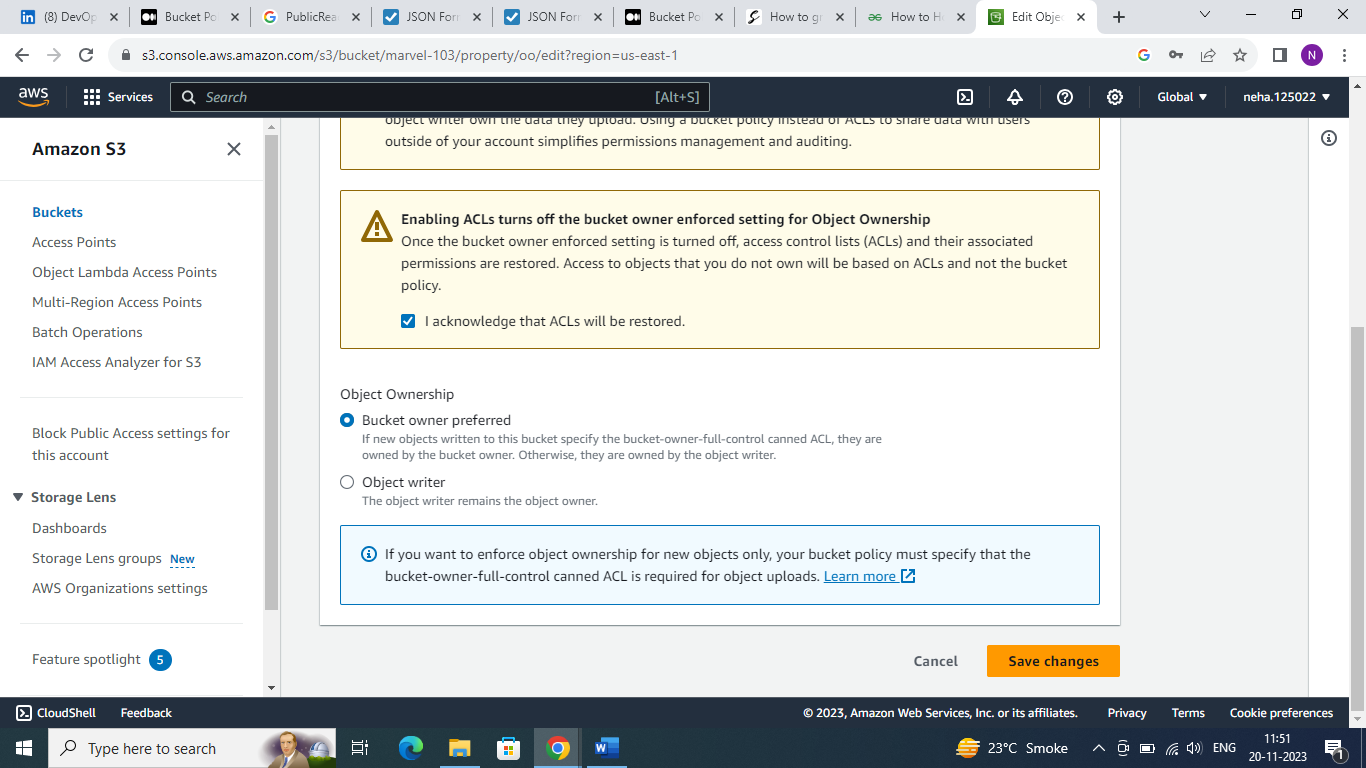 (8) DevOp
Bucket Po
PublicRea
JSON For
JSON For
Bucket Po
How to gr
How to H
Edit Obje
s3.console.aws.amazon.com/s3/bucket/marvel-103/property/oo/edit?region=us-east-1
N
aws
Services
Search
[Alt+S]
Global
neha.125022
Amazon S3
Buckets
Access Points
Object Lambda Access Points
Multi-Region Access Points
Batch Operations
IAM Access Analyzer for S3
Block Public Access settings for
this account
Storage Lens
Dashboards
Storage Lens groups New
AWS Organizations settings
Feature spotlight 5
object writer own the data they upload. Using a bucket policy instead of ACLs to share data with users
outside of your account simplifies permissions management and auditing.
Enabling ACLs turns off the bucket owner enforced setting for Object Ownership
Once the bucket owner enforced setting is turned off, access control lists (ACLs) and their associated
permissions are restored. Access to objects that you do not own will be based on ACLs and not the bucket
policy.
I acknowledge that ACLs will be restored.
Object Ownership
Bucket owner preferred
If new objects written to this bucket specify the bucket-owner-full-control canned ACL, they are
owned by the bucket owner. Otherwise, they are owned by the object writer.
Object writer
The object writer remains the object owner.
If you want to enforce object ownership for new objects only, your bucket policy must specify that the
bucket-owner-full-control canned ACL is required for object uploads. Learn more
Cancel
Save changes
CloudShell
Feedback
© 2023, Amazon Web Services, Inc. or its affiliates.
Privacy
Terms
Cookie preferences
Type here to search
23°C Smoke
ENG
11:51
20-11-2023
1